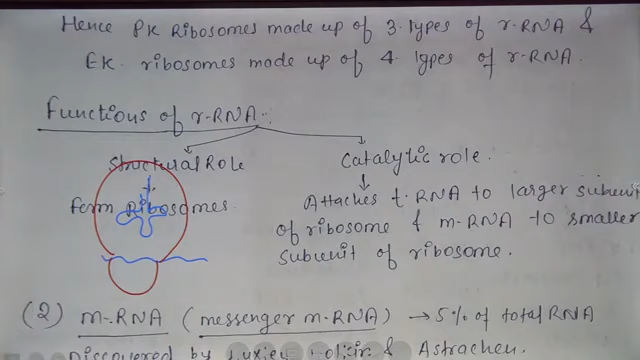 Hence PK Ribosomes made up of 3 types of r-RNA &
EK. ribosomes made up of 4 types of r-RNA.
Functions of r-RNA:
Structural Role
Catalytic role.
Form Ribosomes.
Attaches t.RNA to larger subunit
of ribosome & m-RNA to smaller
subunit of ribosome.
(2) m-RNA (messenger m-RNA) → 5% of total RNA
Discovered by & Astrachen.